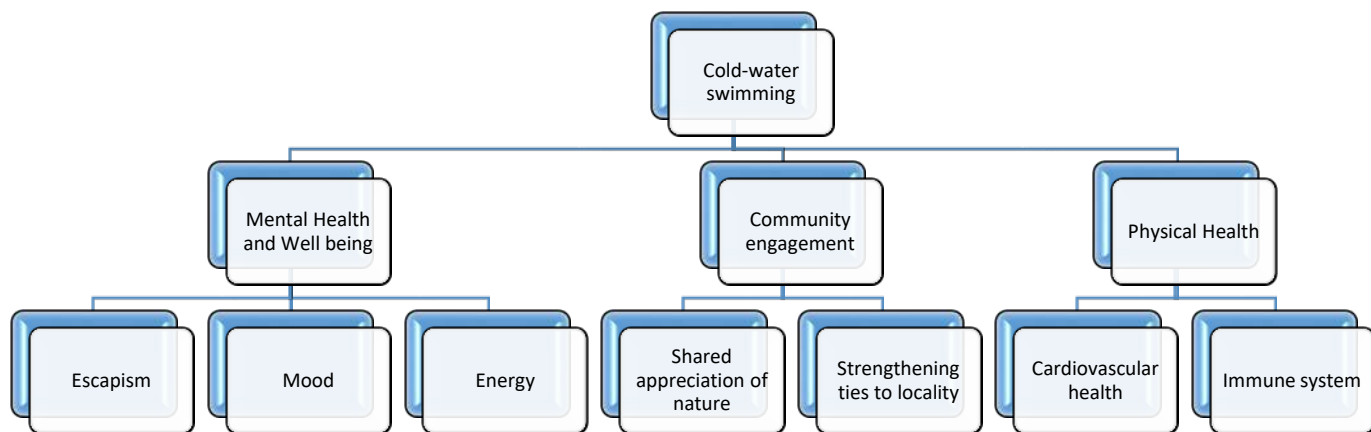 Cold-water
swimming
Mental Health
and Well being
Community
engagement
Physical Health
Escapism
Mood
Energy
Shared
appreciation of
nature
Strengthening
ties to locality
Cardiovascular
health
Immune system